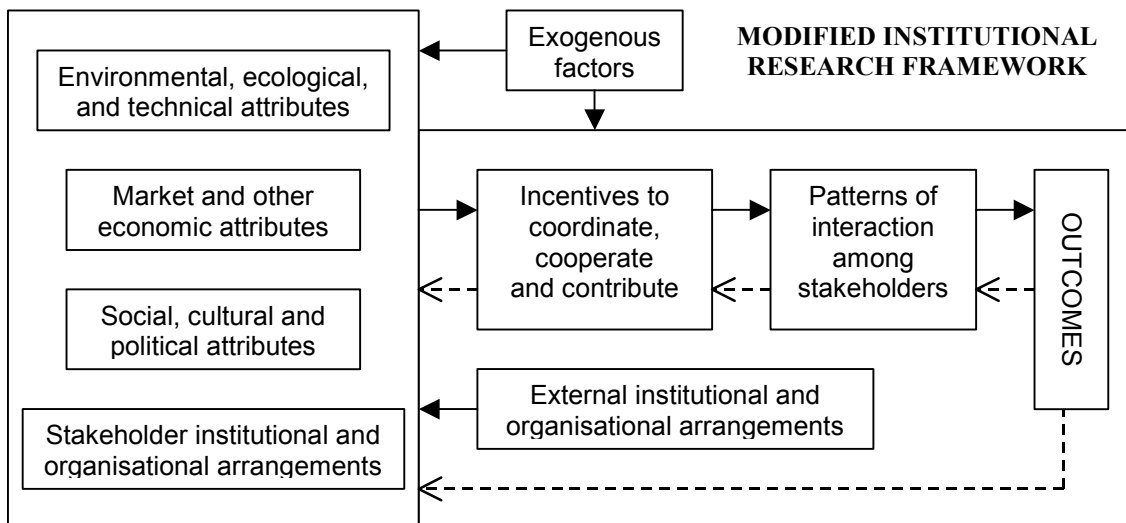 Exogenous
factors
MODIFIED INSTITUTIONAL
RESEARCH FRAMEWORK
Environmental, ecological,
and technical attributes
Market and other
economic attributes
Social, cultural and
political attributes
Stakeholder institutional and
organisational arrangements
Incentives to
coordinate,
cooperate
and contribute
Patterns of
interaction
among
stakeholders
OUTCOMES
External institutional and
organisational arrangements